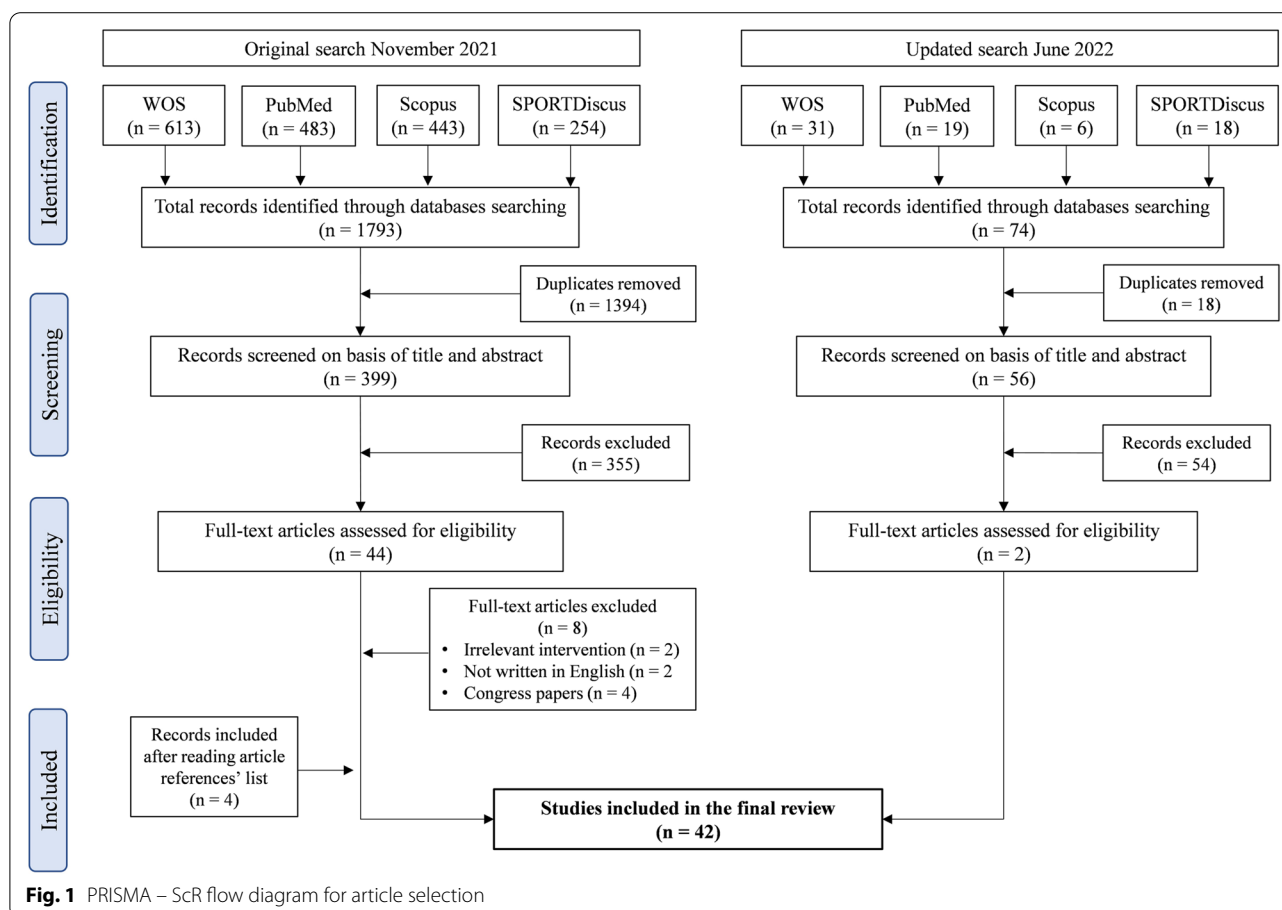 Original search November 2021
Updated search June 2022
Identification
WOS
(n = 613)
PubMed
(n = 483)
Scopus
(n = 443)
SPORTDiscus
(n = 254)
WOS
(n = 31)
PubMed
(n = 19)
Scopus
(n = 6)
SPORTDiscus
(n = 18)
Total records identified through databases searching
(n = 1793)
Total records identified through databases searching
(n = 74)
Duplicates removed
(n = 1394)
Duplicates removed
(n = 18)
Screening
Records screened on basis of title and abstract
(n = 399)
Records screened on basis of title and abstract
(n = 56)
Records excluded
(n = 355)
Records excluded
(n = 54)
Eligibility
Full-text articles assessed for eligibility
(n = 44)
Full-text articles assessed for eligibility
(n = 2)
Full-text articles excluded
(n = 8)
• Irrelevant intervention (n = 2)
• Not written in English (n = 2
• Congress papers (n = 4)
Included
Records included
after reading article
references’ list
(n = 4)
Studies included in the final review
(n = 42)
Fig. 1 PRISMA – ScR flow diagram for article selection